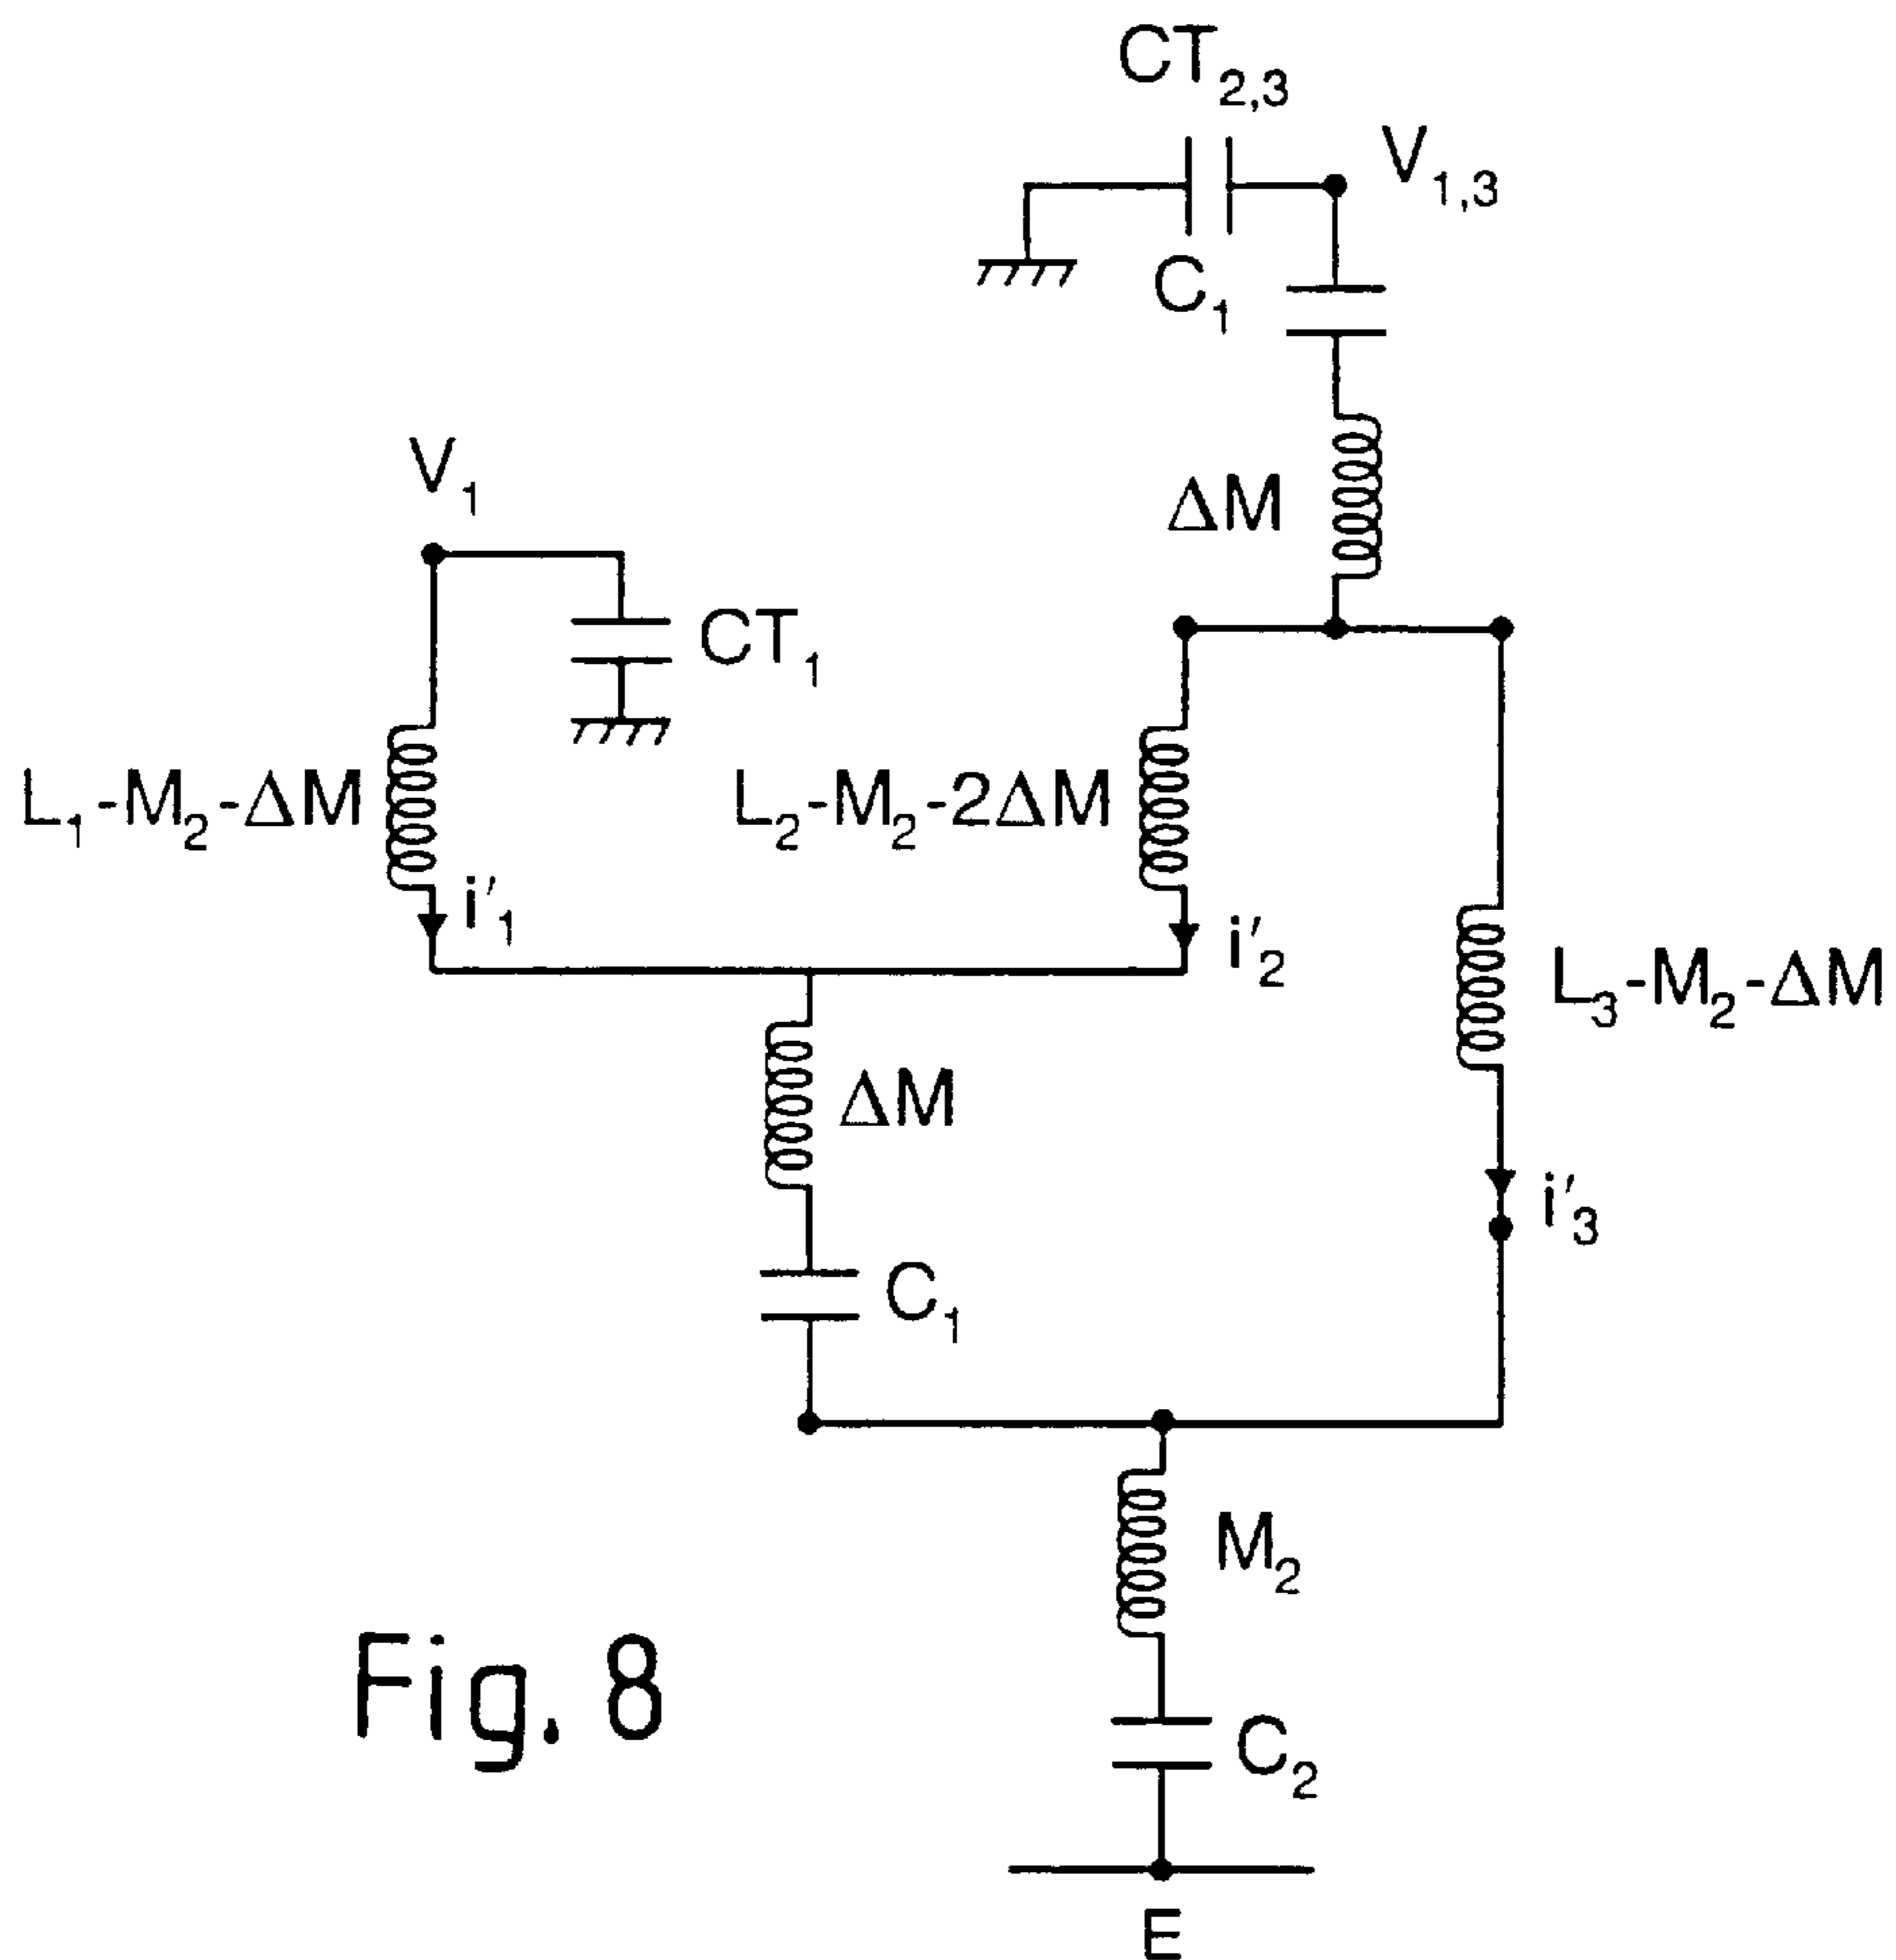 CT₂,₃
V₁,₃
C₁
V₁
ΔM
CT₁
L₁-M₂-ΔM
L₂-M₂-2ΔM
i'₁
i'₂
L₃-M₂-ΔM
ΔM
i'₃
C₁
M₂
Fig. 8
C₂
E